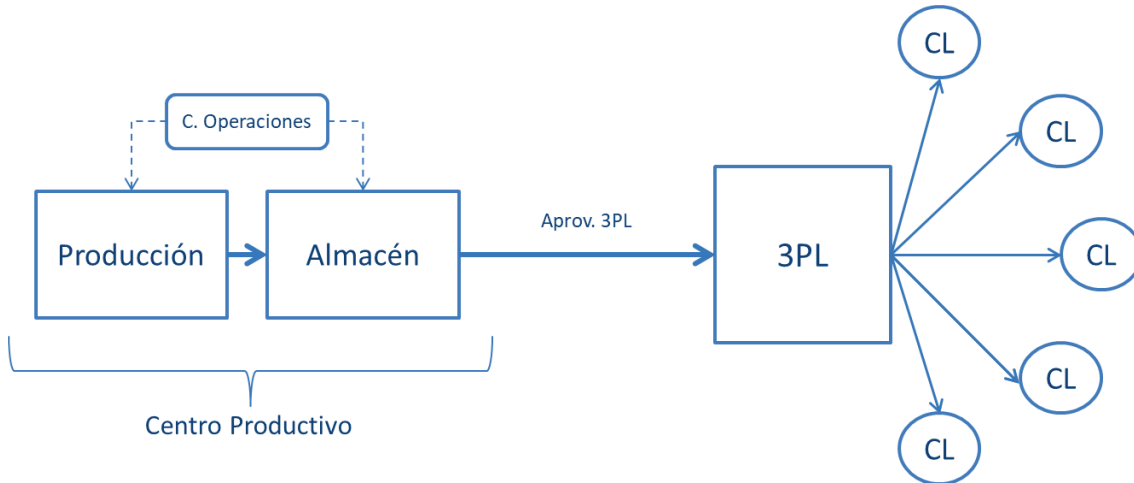 CL
C. Operaciones
CL
Producción
Almacén
Aprov. 3PL
3PL
CL
CL
Centro Productivo
CL